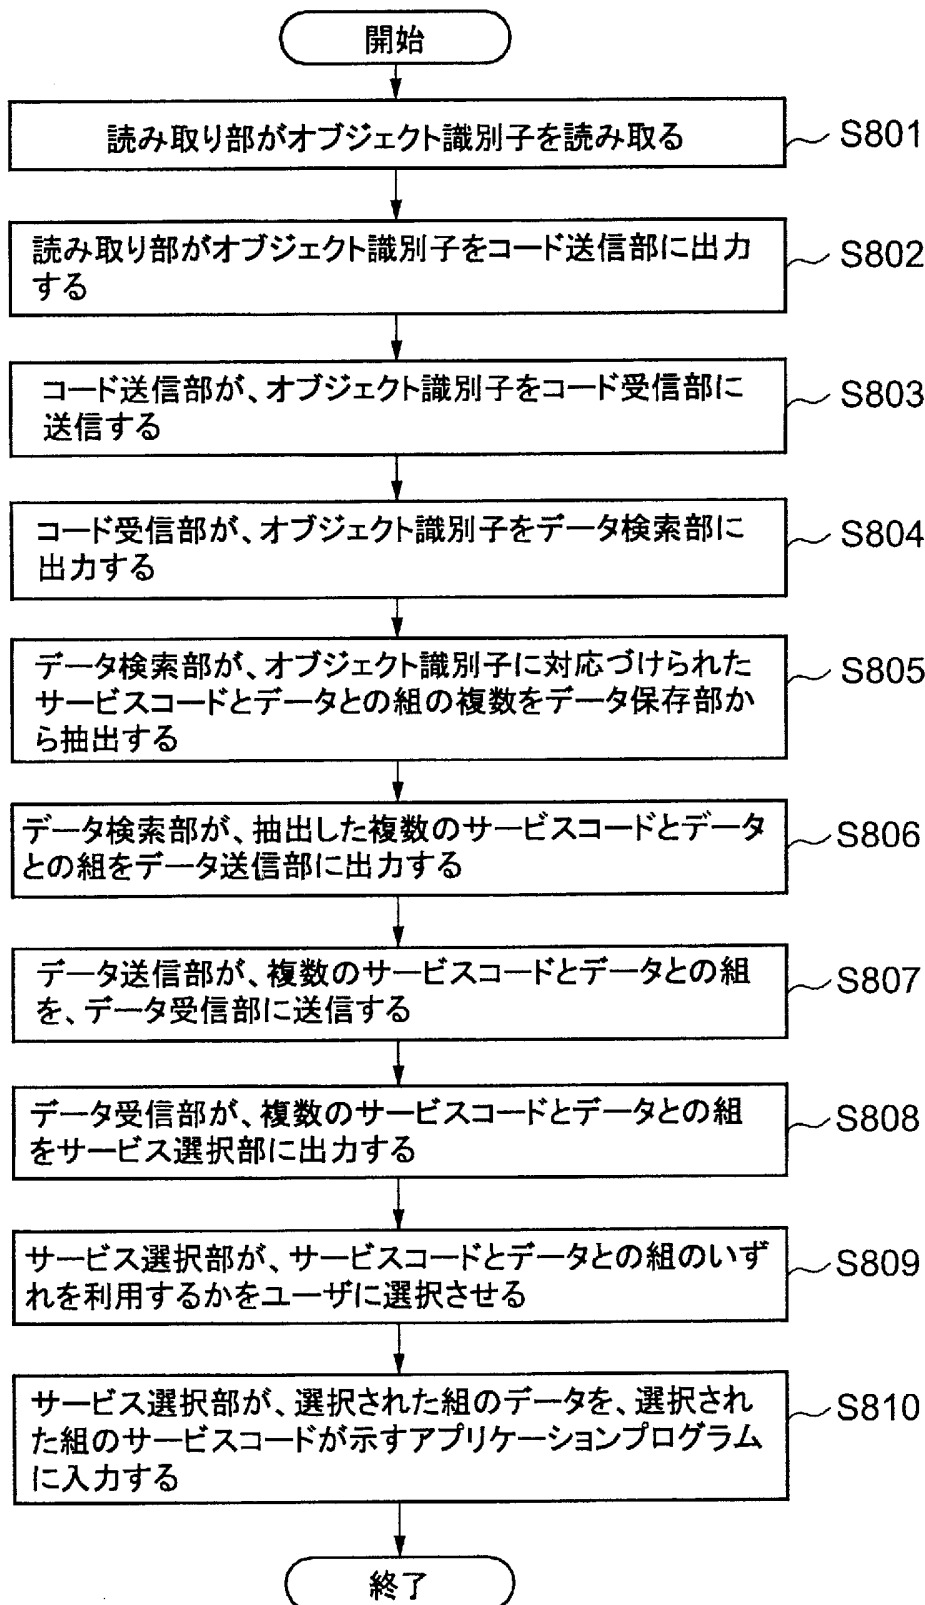 開始
読み取り部がオブジェクト識別子を読み取る
S801
読み取り部がオブジェクト識別子をコード送信部に出力
する
S802
コード送信部が、オブジェクト識別子をコード受信部に
送信する
S803
コード受信部が、オブジェクト識別子をデータ検索部に
出力する
S804
データ検索部が、オブジェクト識別子に対応づけられた
サービスコードとデータとの組の複数をデータ保存部か
ら抽出する
S805
データ検索部が、抽出した複数のサービスコードとデータ
との組をデータ送信部に出力する
S806
データ送信部が、複数のサービスコードとデータとの組
を、データ受信部に送信する
S807
データ受信部が、複数のサービスコードとデータとの組
をサービス選択部に出力する
S808
サービス選択部が、サービスコードとデータとの組のいず
れを利用するかをユーザに選択させる
S809
サービス選択部が、選択された組のデータを、選択され
た組のサービスコードが示すアプリケーションプログラム
に入力する
S810
終了